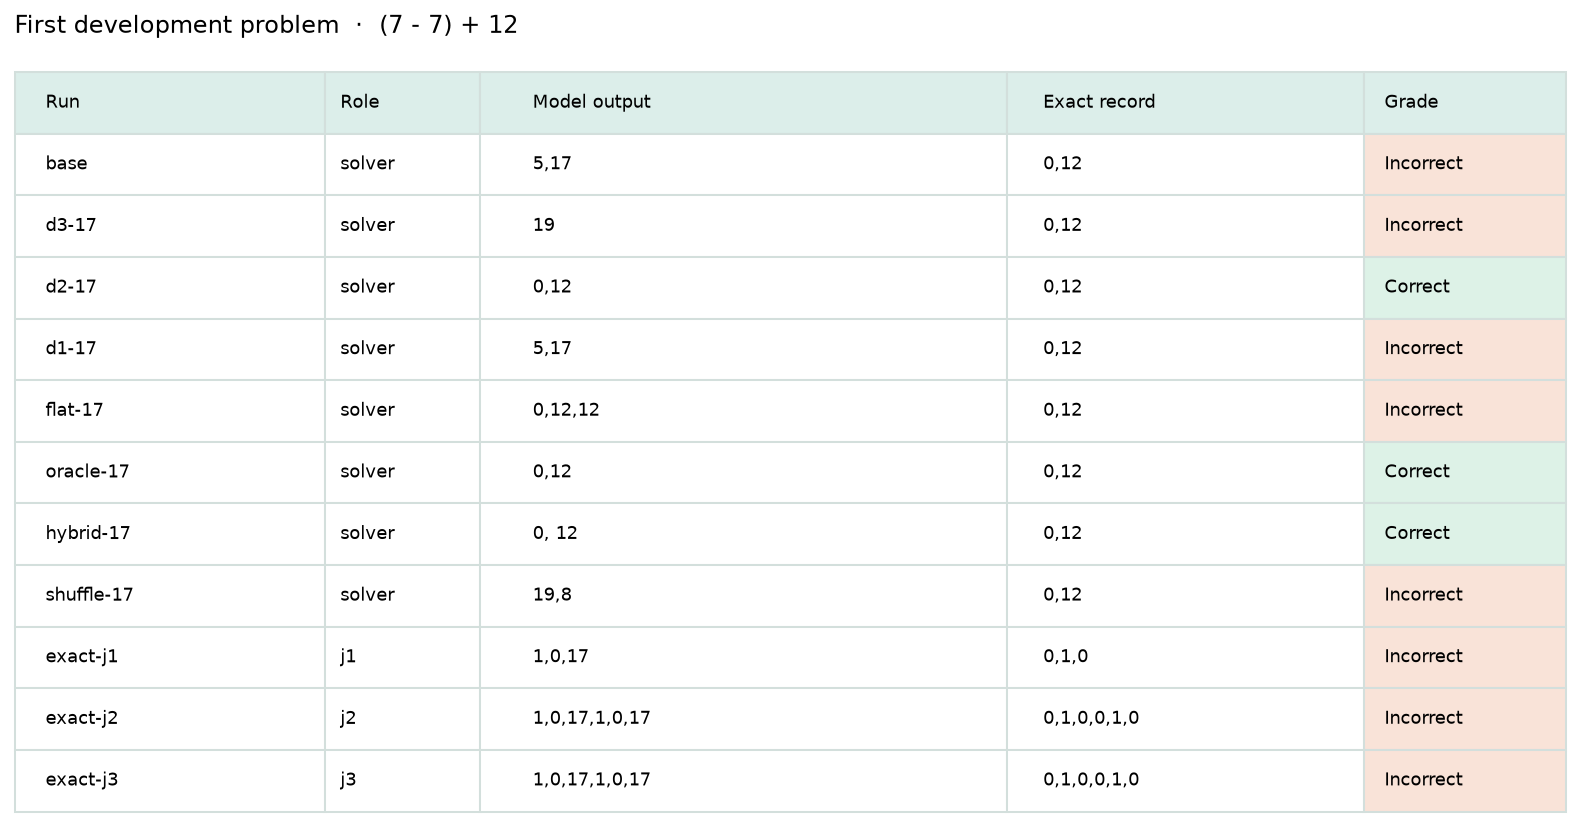 First development problem · (7 - 7) + 12
Run Role Model output Exact record Grade
base solver 5,17 0,12 Incorrect
d3-17 solver 19 0,12 Incorrect
d2-17 solver 0,12 0,12 Correct
d1-17 solver 5,17 0,12 Incorrect
flat-17 solver 0,12,12 0,12 Incorrect
oracle-17 solver 0,12 0,12 Correct
hybrid-17 solver 0, 12 0,12 Correct
shuffle-17 solver 19,8 0,12 Incorrect
exact-j1 j1 1,0,17 0,1,0 Incorrect
exact-j2 j2 1,0,17,1,0,17 0,1,0,0,1,0 Incorrect
exact-j3 j3 1,0,17,1,0,17 0,1,0,0,1,0 Incorrect